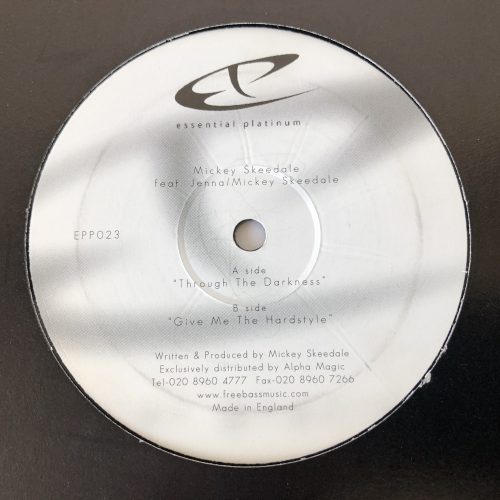 essential platinum
Mickey Skeedale
feat. Jenna/Mickey Skeedale
EPP023
A side
"Through The Darkness"
B side
"Give Me The Hardstyle"
Written & Produced by Mickey Skeedale
Exclusively distributed by Alpha Magic
Tel-020 8960 4777 Fax-020 8960 7266
www.freebassmusic.com
Made in England